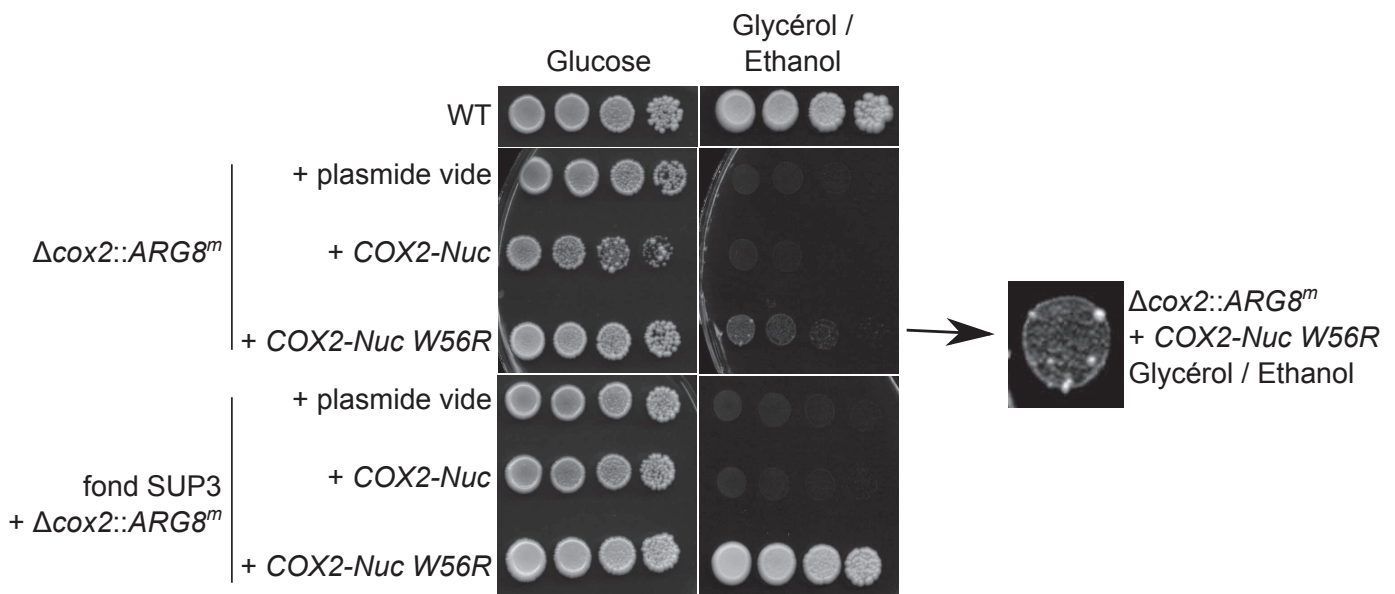 Glucose
Glycérol /
Ethanol
WT
+ plasmide vide
Δcox2::ARG8ᵐ
+ COX2-Nuc
+ COX2-Nuc W56R
Δcox2::ARG8ᵐ
+ COX2-Nuc W56R
Glycérol / Ethanol
+ plasmide vide
+ COX2-Nuc
fond SUP3
+ Δcox2::ARG8ᵐ
+ COX2-Nuc W56R